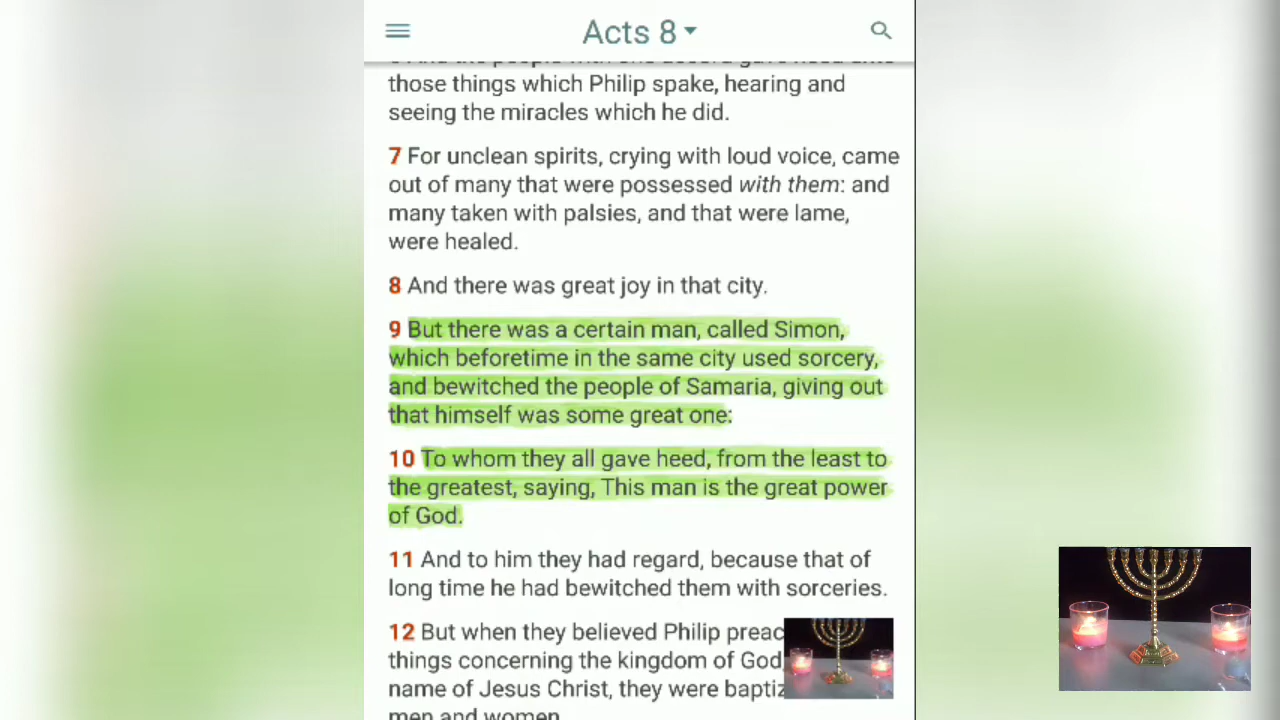 Acts 8
those things which Philip spake, hearing and
seeing the miracles which he did.
7 For unclean spirits, crying with loud voice, came
out of many that were possessed with them: and
many taken with palsies, and that were lame,
were healed.
8 And there was great joy in that city.
9 But there was a certain man, called Simon,
which beforetime in the same city used sorcery,
and bewitched the people of Samaria, giving out
that himself was some great one:
10 To whom they all gave heed, from the least to
the greatest, saying, This man is the great power
of God.
11 And to him they had regard, because that of
long time he had bewitched them with sorceries.
12 But when they believed Philip preac
things concerning the kingdom of God
name of Jesus Christ, they were baptiz
men and women